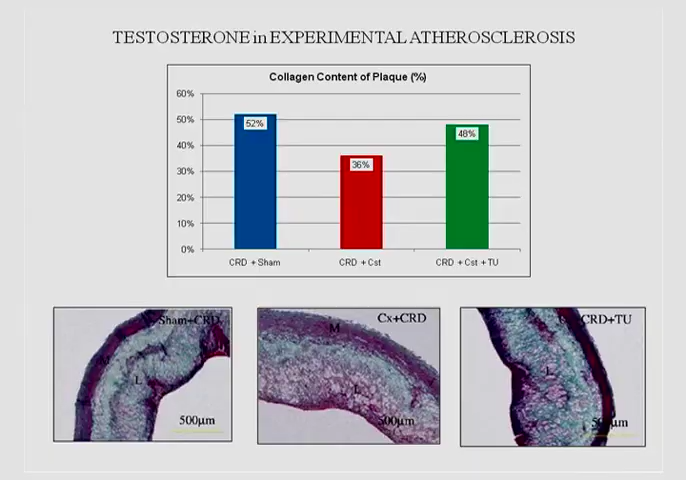 TESTOSTERONE in EXPERIMENTAL ATHEROSCLEROSIS
Collagen Content of Plaque (%)
60%
50%
40%
30%
20%
10%
0%
52%
36%
48%
CRD + Sham
CRD + Cst
CRD + Cst + TU
Sham+CRD
L
500µm
Cx+CRD
M
L
500µm
CRD+TU
L